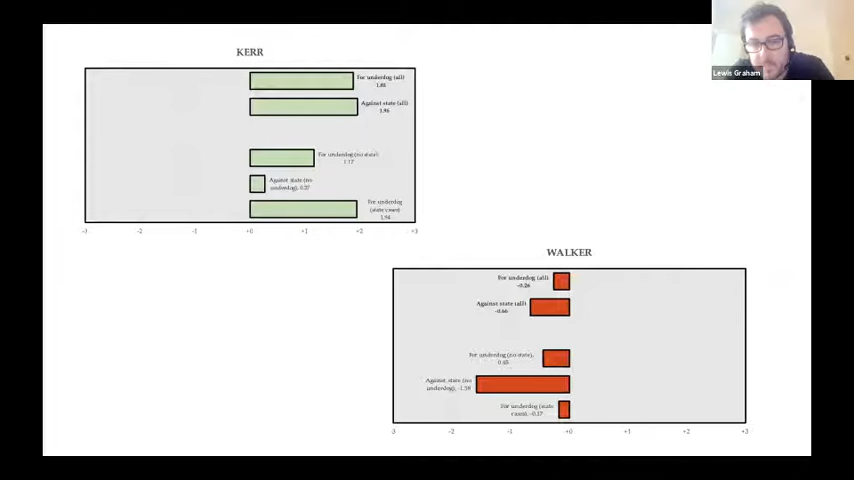 Lewis Graham
KERR
For underdog (all)
1.88
Against state (all)
1.96
For underdog (no state)
1.17
Against state (no
underdog), 0.27
For underdog
(state cases)
1.94
-3 -2 -1 +0 +1 +2 +3
WALKER
For underdog (all)
-0.26
Against state (all)
-0.66
For underdog (no state),
0.45
Against state (no
underdog), -1.58
For underdog (state
cases), -0.17
-3 -2 -1 +0 +1 +2 +3